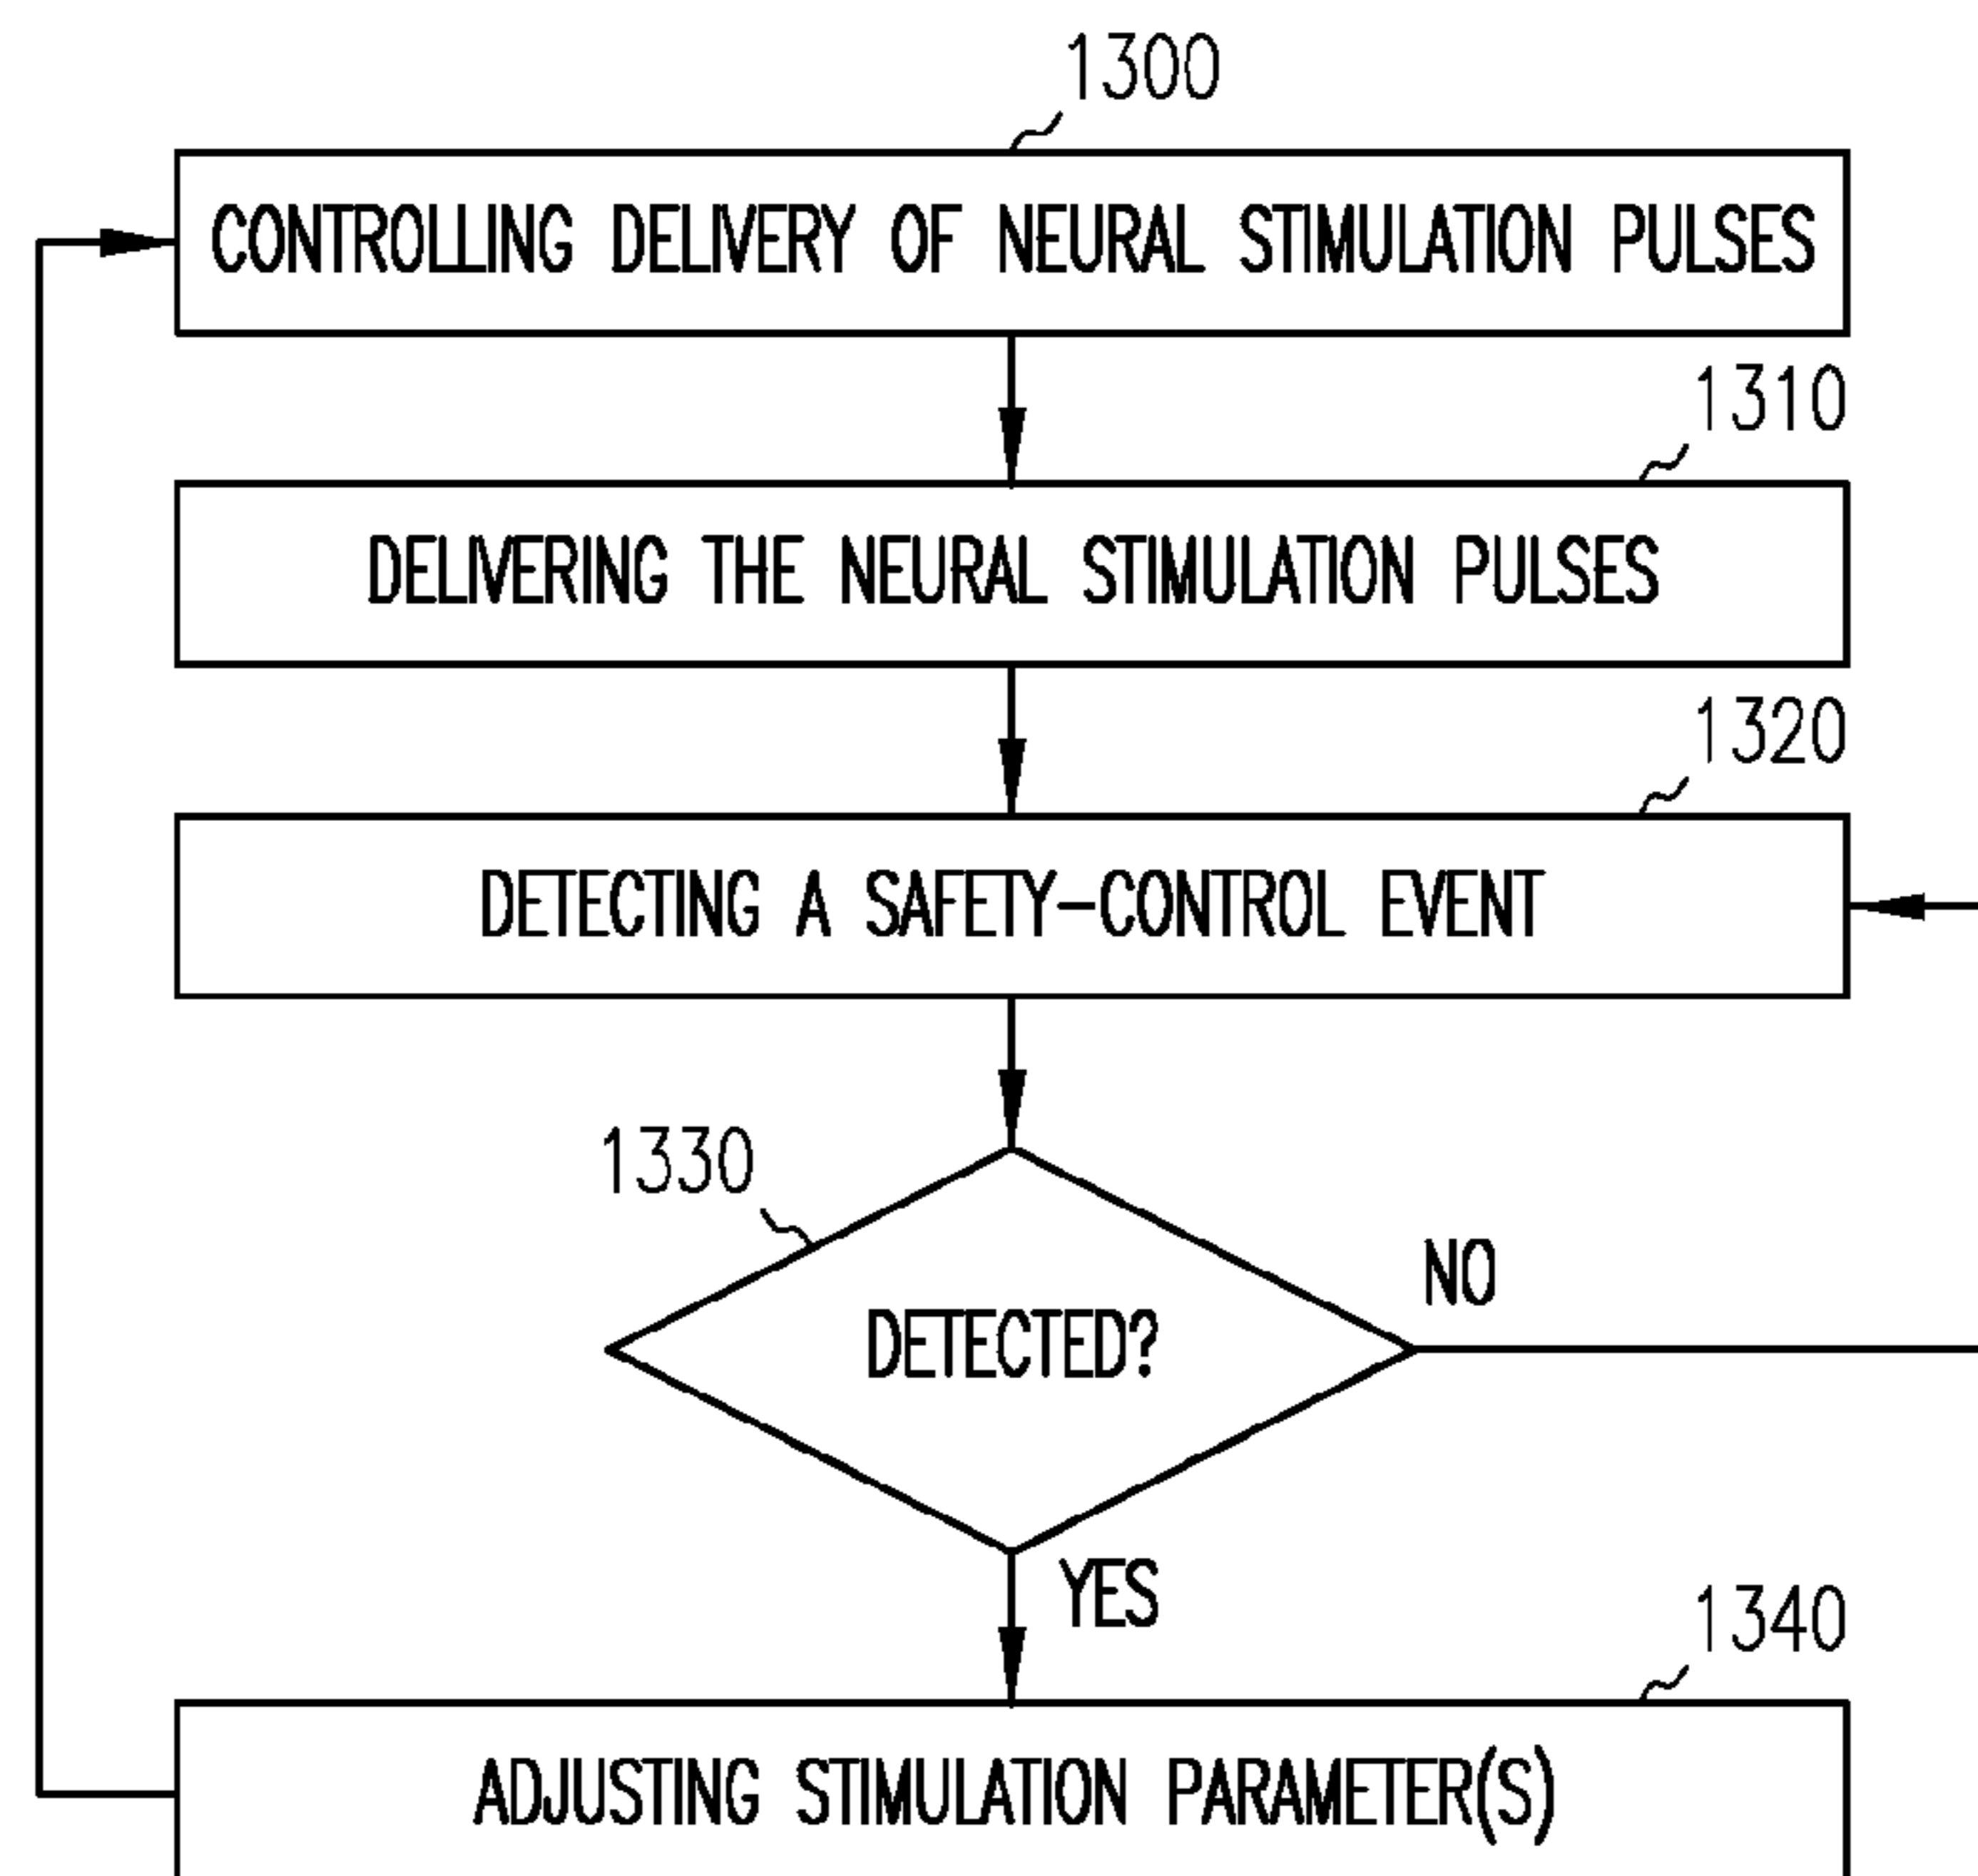 1300
CONTROLLING DELIVERY OF NEURAL STIMULATION PULSES
1310
DELIVERING THE NEURAL STIMULATION PULSES
1320
DETECTING A SAFETY-CONTROL EVENT
1330
DETECTED?
NO
YES
1340
ADJUSTING STIMULATION PARAMETER(S)